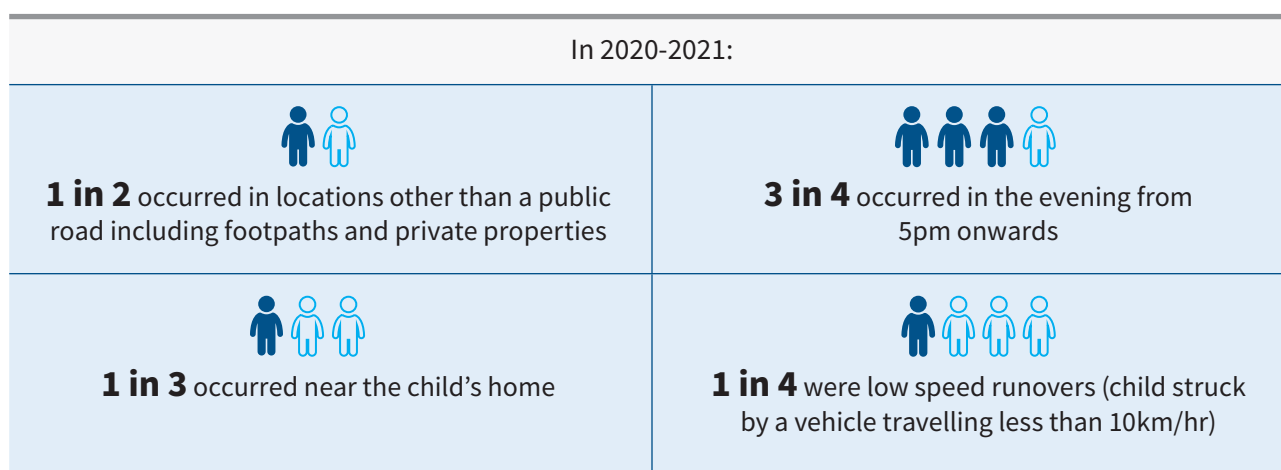 In 2020-2021:
1 in 2 occurred in locations other than a public
road including footpaths and private properties
3 in 4 occurred in the evening from
5pm onwards
1 in 3 occurred near the child’s home
1 in 4 were low speed runovers (child struck
by a vehicle travelling less than 10km/hr)